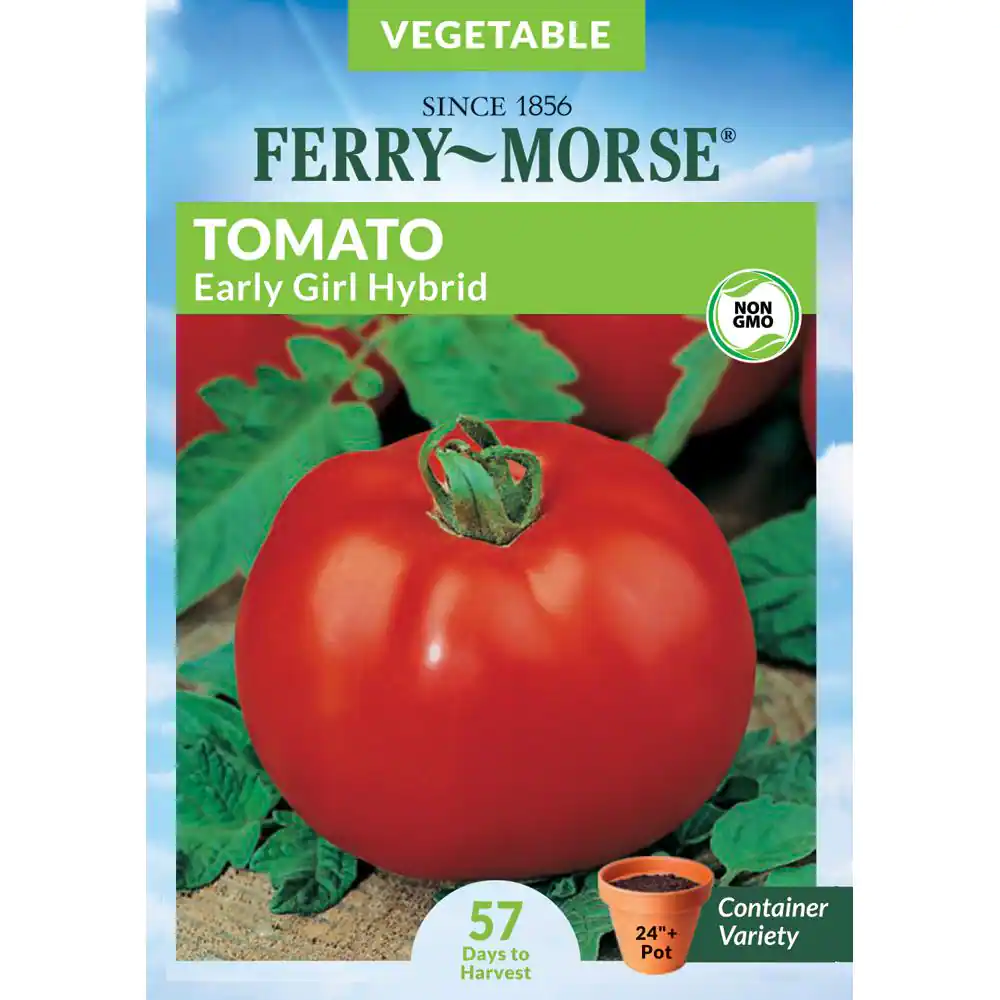 VEGETABLE
SINCE 1856
FERRY~MORSE®
TOMATO
Early Girl Hybrid
NON
GMO
57
Days to
Harvest
24"+
Pot
Container
Variety